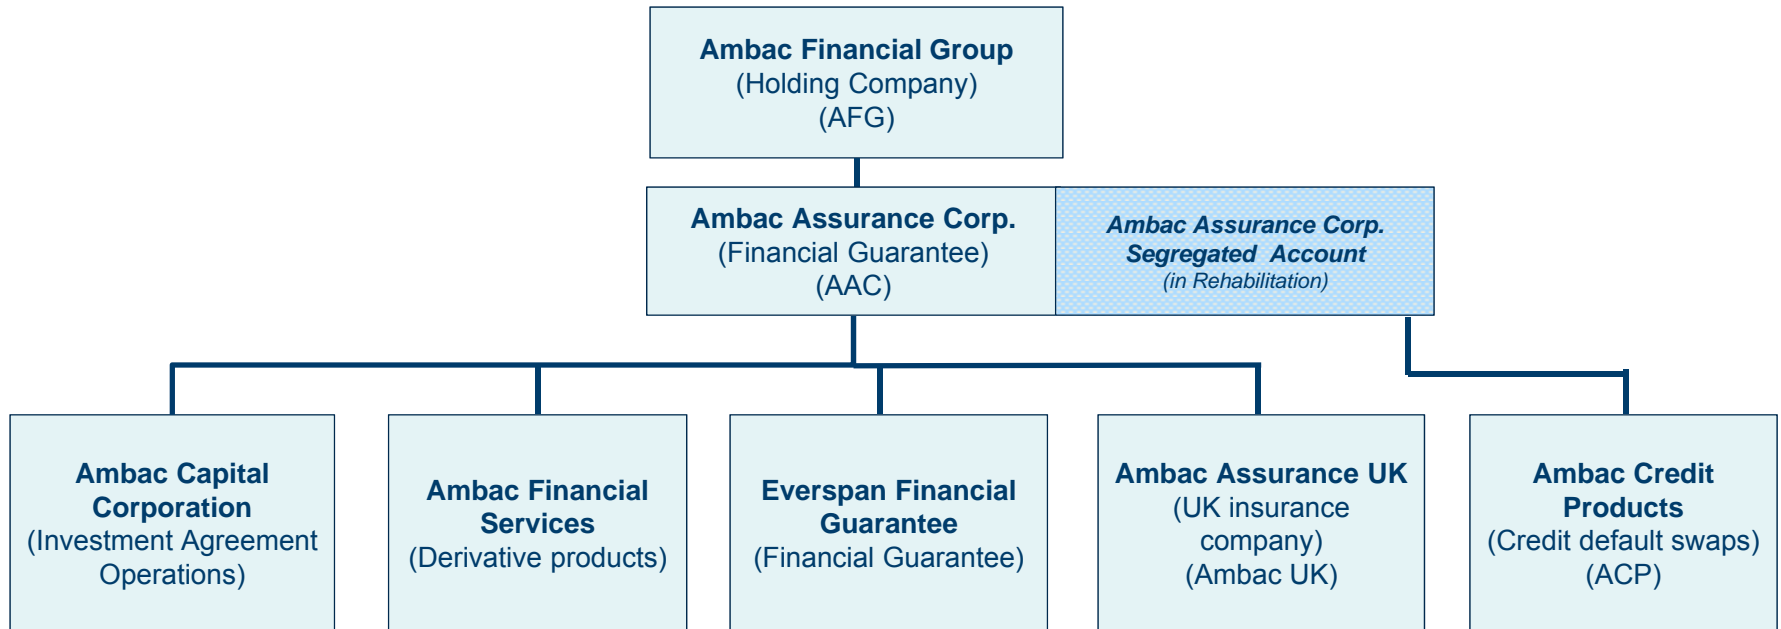 Ambac Financial Group
(Holding Company)
(AFG)
Ambac Assurance Corp.
(Financial Guarantee)
(AAC)
Ambac Assurance Corp.
Segregated Account
(in Rehabilitation)
Ambac Capital
Corporation
(Investment Agreement
Operations)
Ambac Financial
Services
(Derivative products)
Everspan Financial
Guarantee
(Financial Guarantee)
Ambac Assurance UK
(UK insurance
company)
(Ambac UK)
Ambac Credit
Products
(Credit default swaps)
(ACP)